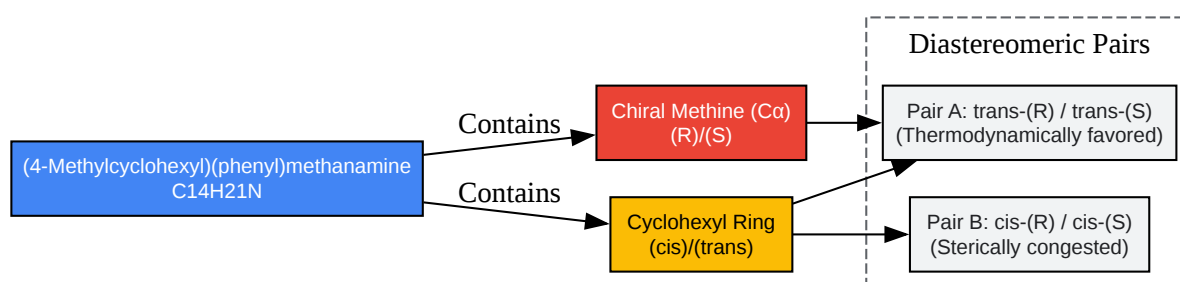 (4-Methylcyclohexyl)(phenyl)methanamine
C14H21N
Contains
Contains
Chiral Methine (Cα)
(R)/(S)
Cyclohexyl Ring
(cis)/(trans)
Diastereomeric Pairs
Pair A: trans-(R) / trans-(S)
(Thermodynamically favored)
Pair B: cis-(R) / cis-(S)
(Sterically congested)